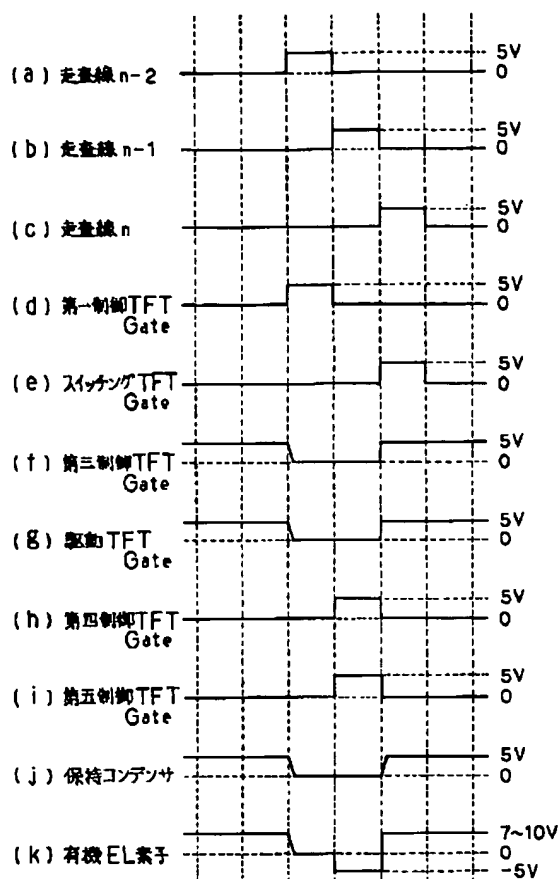 (a) 走査線 n-2
5V
0
(b) 走査線 n-1
5V
0
(c) 走査線 n
5V
0
(d) 第一制御TFT
Gate
5V
0
(e) スイッチングTFT
Gate
5V
0
(f) 第三制御TFT
Gate
5V
0
(g) 駆動TFT
Gate
5V
0
(h) 第四制御TFT
Gate
5V
0
(i) 第五制御TFT
Gate
5V
0
(j) 保持コンデンサ
5V
0
(k) 有機EL素子
7~10V
0
-5V